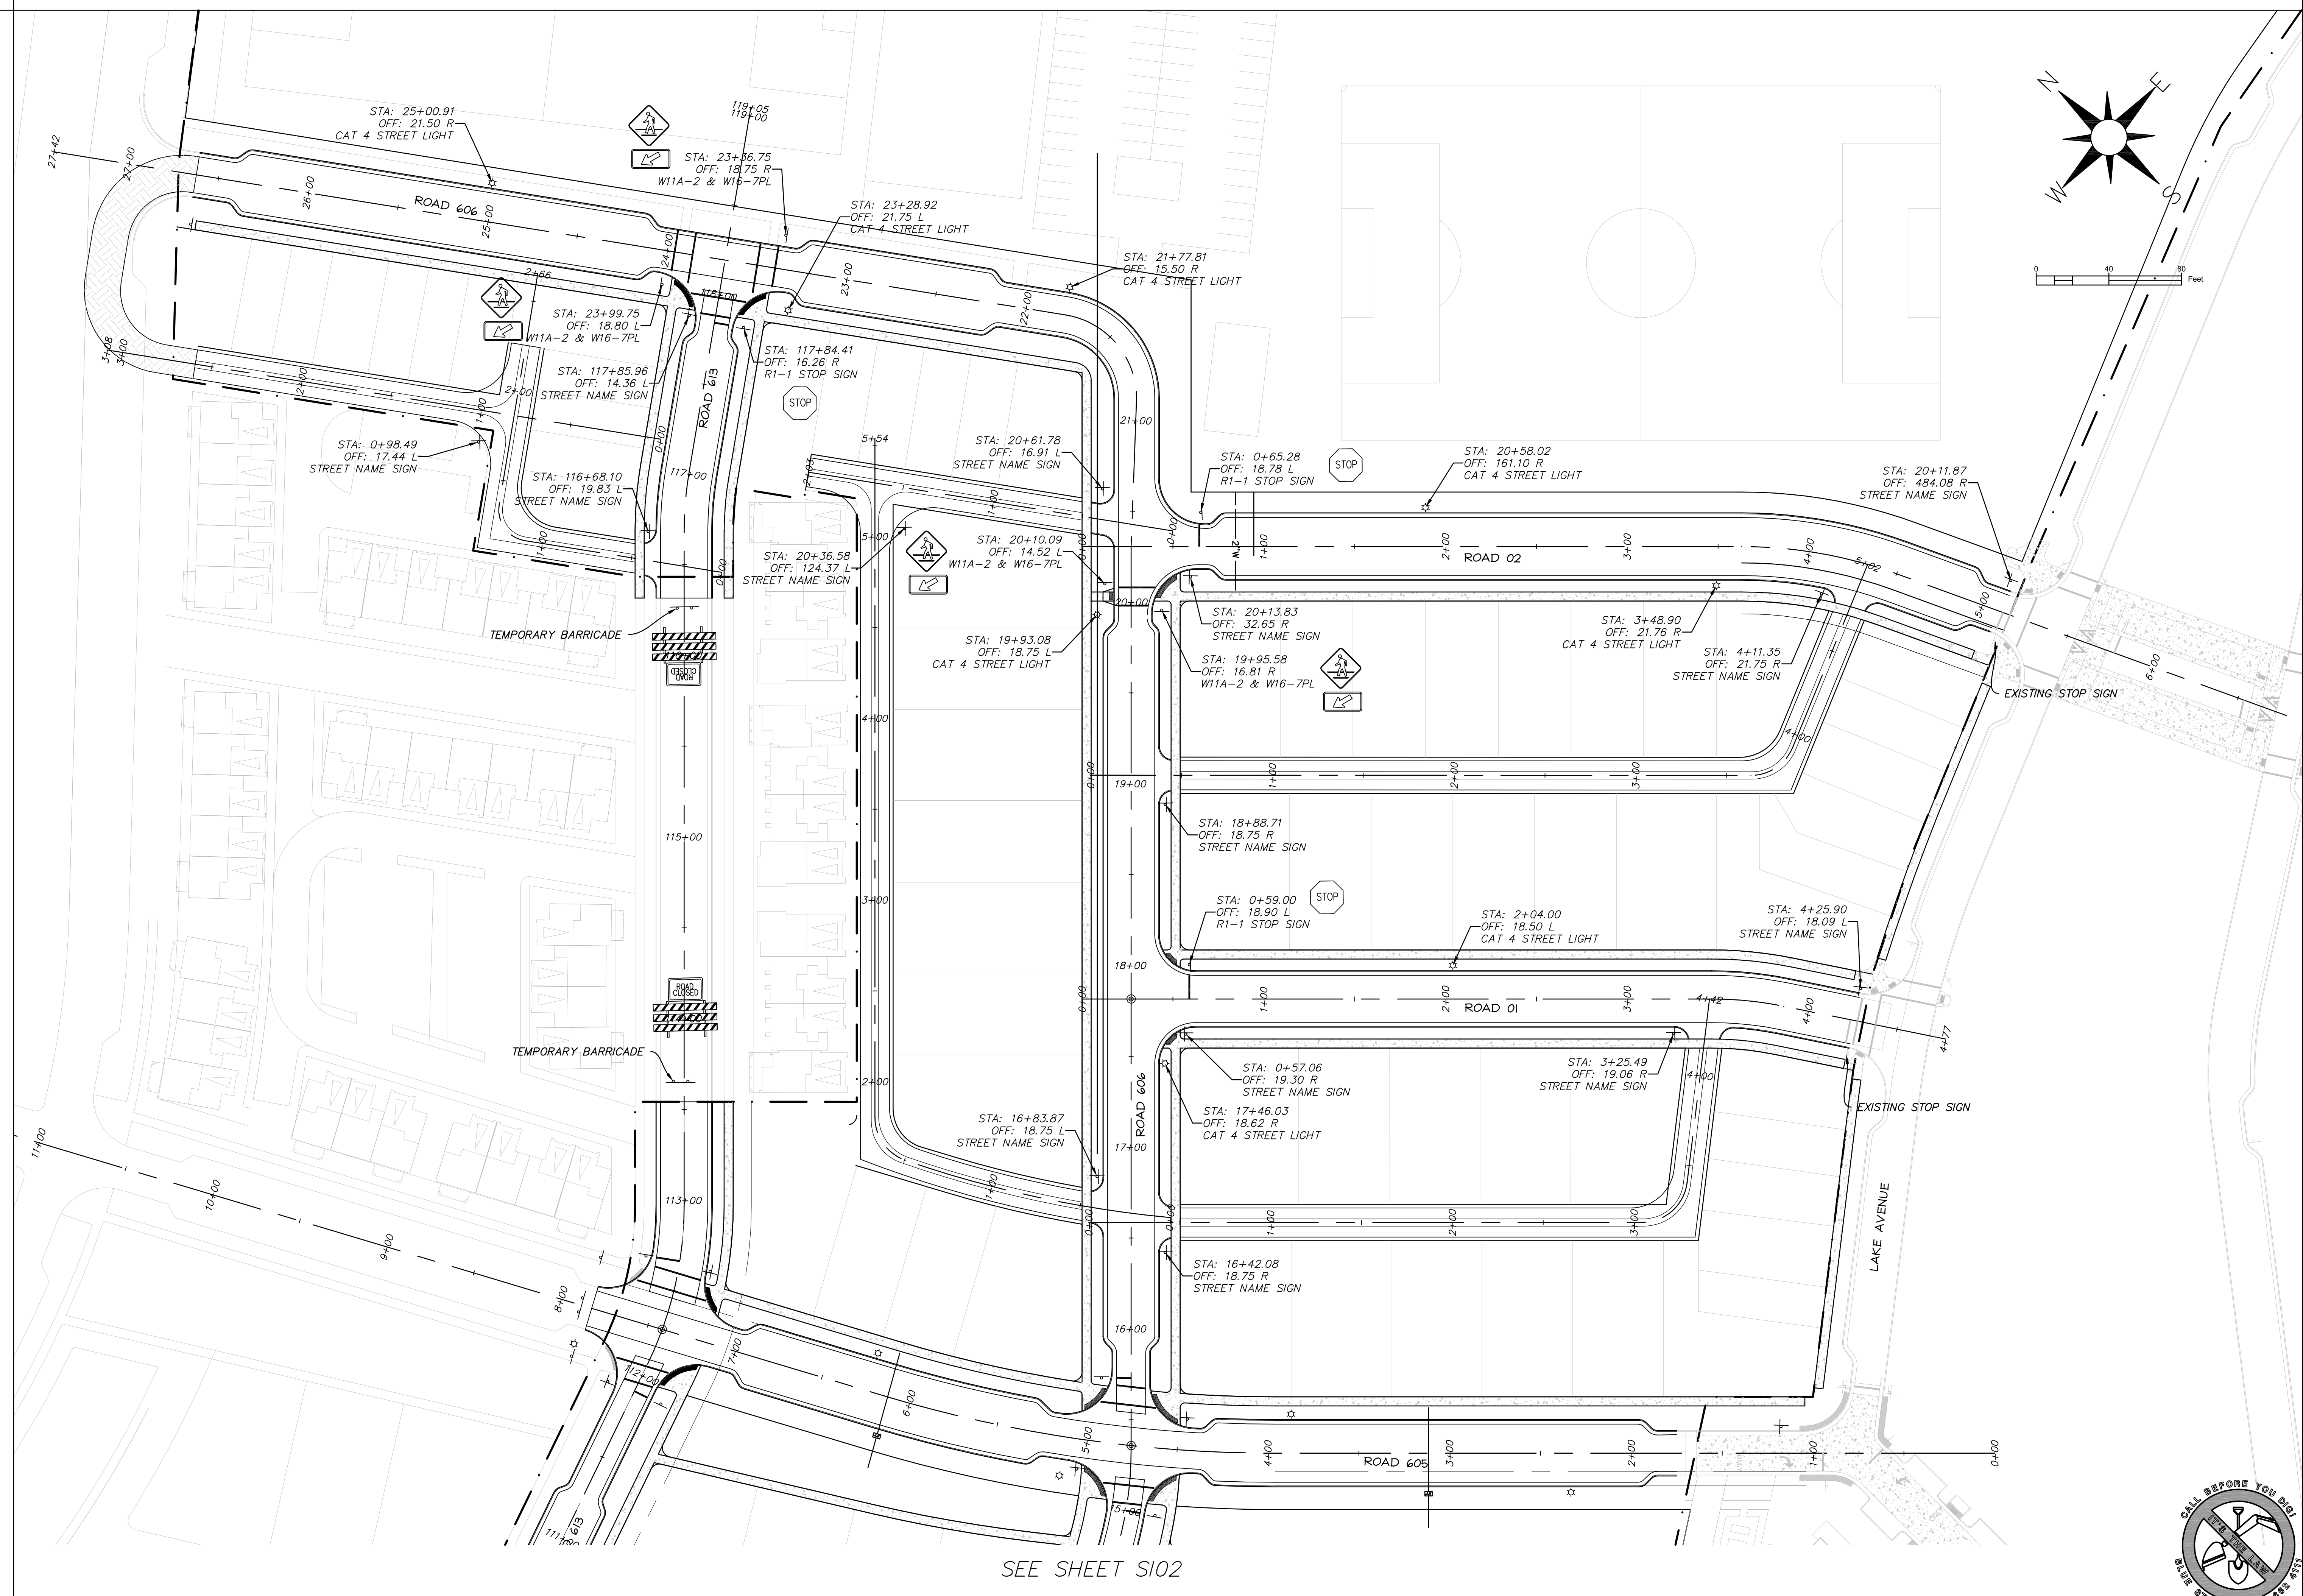 STA: 25+00.91
OFF: 21.50 R
CAT 4 STREET LIGHT
119+05
119+00
STA: 23+36.75
OFF: 18.75 R
W11A-2 & W16-7PL
N
E
W
S
27+42
27+00
26+00
ROAD 606
25+00
24+00
STA: 23+28.92
OFF: 21.75 L
CAT 4 STREET LIGHT
23+00
22+00
STA: 21+77.81
OFF: 15.50 R
CAT 4 STREET LIGHT
0
40
80
Feet
2+66
118+00
STA: 23+99.75
OFF: 18.80 L
W11A-2 & W16-7PL
3+08
3+00
2+00
1+00
2+00
STA: 117+85.96
OFF: 14.36 L
STREET NAME SIGN
STA: 117+84.41
OFF: 16.26 R
R1-1 STOP SIGN
STOP
ROAD 613
0+00
117+00
21+00
STA: 0+98.49
OFF: 17.44 L
STREET NAME SIGN
STA: 116+68.10
OFF: 19.83 L
STREET NAME SIGN
1+00
0+00
5+54
2+03
1+00
0+00
5+00
STA: 20+61.78
OFF: 16.91 L
STREET NAME SIGN
STA: 0+65.28
OFF: 18.78 L
R1-1 STOP SIGN
STOP
STA: 20+58.02
OFF: 161.10 R
CAT 4 STREET LIGHT
STA: 20+11.87
OFF: 484.08 R
STREET NAME SIGN
STA: 20+36.58
OFF: 124.37 L
STREET NAME SIGN
STA: 20+10.09
OFF: 14.52 L
W11A-2 & W16-7PL
0+00
2"W
1+00
2+00
ROAD 02
3+00
4+00
5+02
5+00
6+00
20+00
TEMPORARY BARRICADE
ROAD
CLOSED
STA: 19+93.08
OFF: 18.75 L
CAT 4 STREET LIGHT
STA: 20+13.83
OFF: 32.65 R
STREET NAME SIGN
STA: 19+95.58
OFF: 16.81 R
W11A-2 & W16-7PL
STA: 3+48.90
OFF: 21.76 R
CAT 4 STREET LIGHT
STA: 4+11.35
OFF: 21.75 R
STREET NAME SIGN
EXISTING STOP SIGN
4+00
4+00
0+00
19+00
1+00
2+00
3+00
115+00
3+00
STA: 18+88.71
OFF: 18.75 R
STREET NAME SIGN
STA: 0+59.00
OFF: 18.90 L
R1-1 STOP SIGN
STOP
STA: 2+04.00
OFF: 18.50 L
CAT 4 STREET LIGHT
STA: 4+25.90
OFF: 18.09 L
STREET NAME SIGN
18+00
0+00
1+00
2+00
ROAD 01
3+00
4+42
4+00
4+77
ROAD
CLOSED
114+00
TEMPORARY BARRICADE
2+00
STA: 0+57.06
OFF: 19.30 R
STREET NAME SIGN
STA: 3+25.49
OFF: 19.06 R
STREET NAME SIGN
4+00
EXISTING STOP SIGN
STA: 16+83.87
OFF: 18.75 L
STREET NAME SIGN
ROAD 606
STA: 17+46.03
OFF: 18.62 R
CAT 4 STREET LIGHT
17+00
11+00
10+00
9+00
8+00
113+00
1+00
0+00
0+00
1+00
2+00
3+00
LAKE AVENUE
STA: 16+42.08
OFF: 18.75 R
STREET NAME SIGN
16+00
7+00
112+00
6+00
5+00
4+00
ROAD 605
3+00
2+00
1+00
0+00
15+00
613
SEE SHEET SI02
CALL BEFORE YOU DIG!
IT'S THE LAW